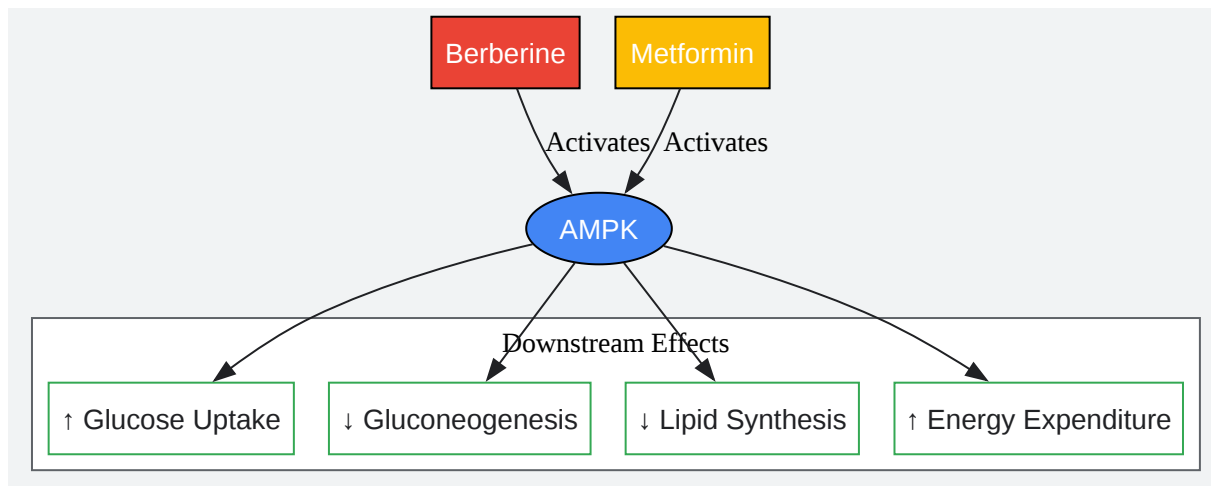 Berberine
Metformin
Activates
Activates
AMPK
Downstream Effects
↑ Glucose Uptake
↓ Gluconeogenesis
↓ Lipid Synthesis
↑ Energy Expenditure